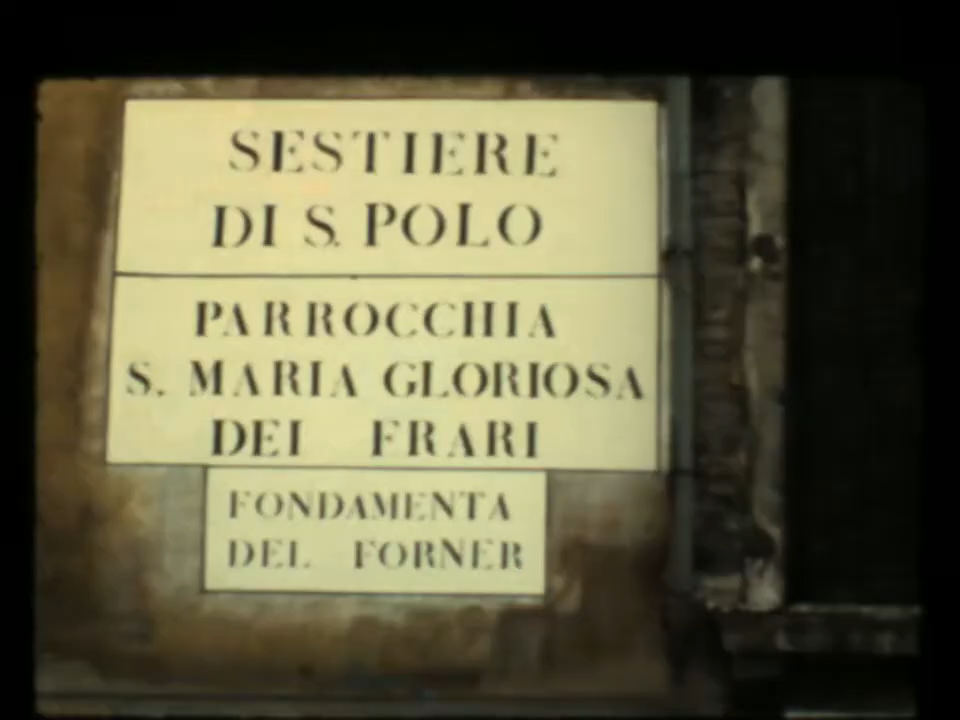 SESTIERE
DI S. POLO
PARROCCHIA
S. MARIA GLORIOSA
DEI FRARI
FONDAMENTA
DEL FORNER